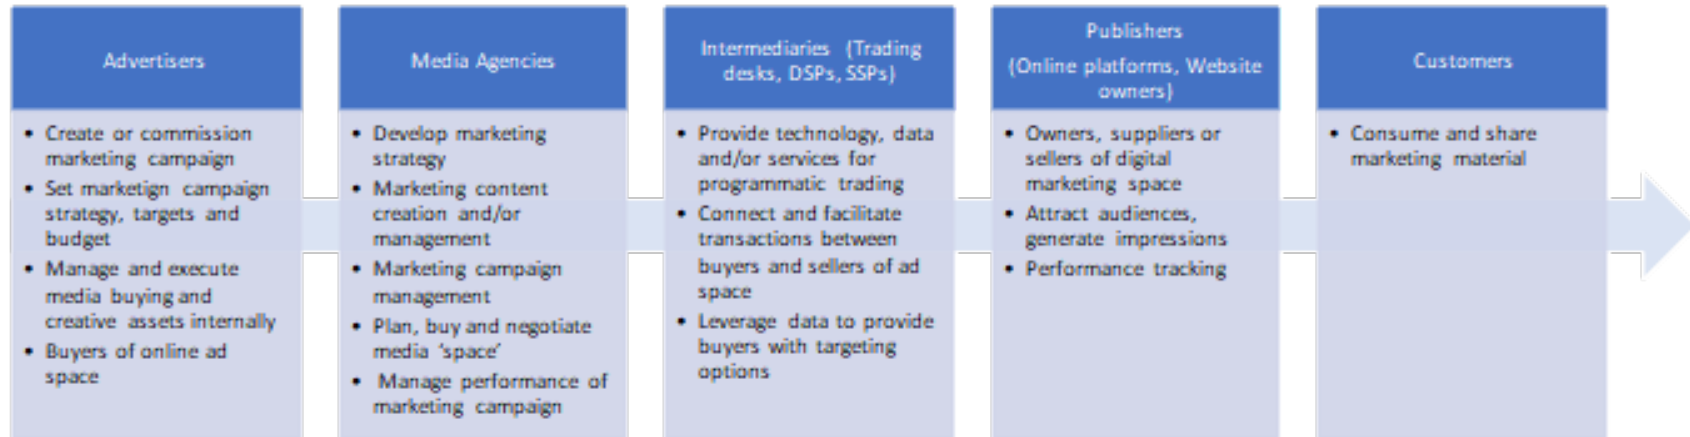 Advertisers
• Create or commission
marketing campaign
• Set marketign campaign
strategy, targets and
budget
• Manage and execute
media buying and
creative assets internally
• Buyers of online ad
space
Media Agencies
• Develop marketing
strategy
• Marketing content
creation and/or
management
• Marketing campaign
management
• Plan, buy and negotiate
media ‘space’
• Manage performance of
marketing campaign
Intermediaries (Trading
desks, DSPs, SSPs)
• Provide technology, data
and/or services for
programmatic trading
• Connect and facilitate
transactions between
buyers and sellers of ad
space
• Leverage data to provide
buyers with targeting
options
Publishers
(Online platforms, Website
owners)
• Owners, suppliers or
sellers of digital
marketing space
• Attract audiences,
generate impressions
• Performance tracking
Customers
• Consume and share
marketing material